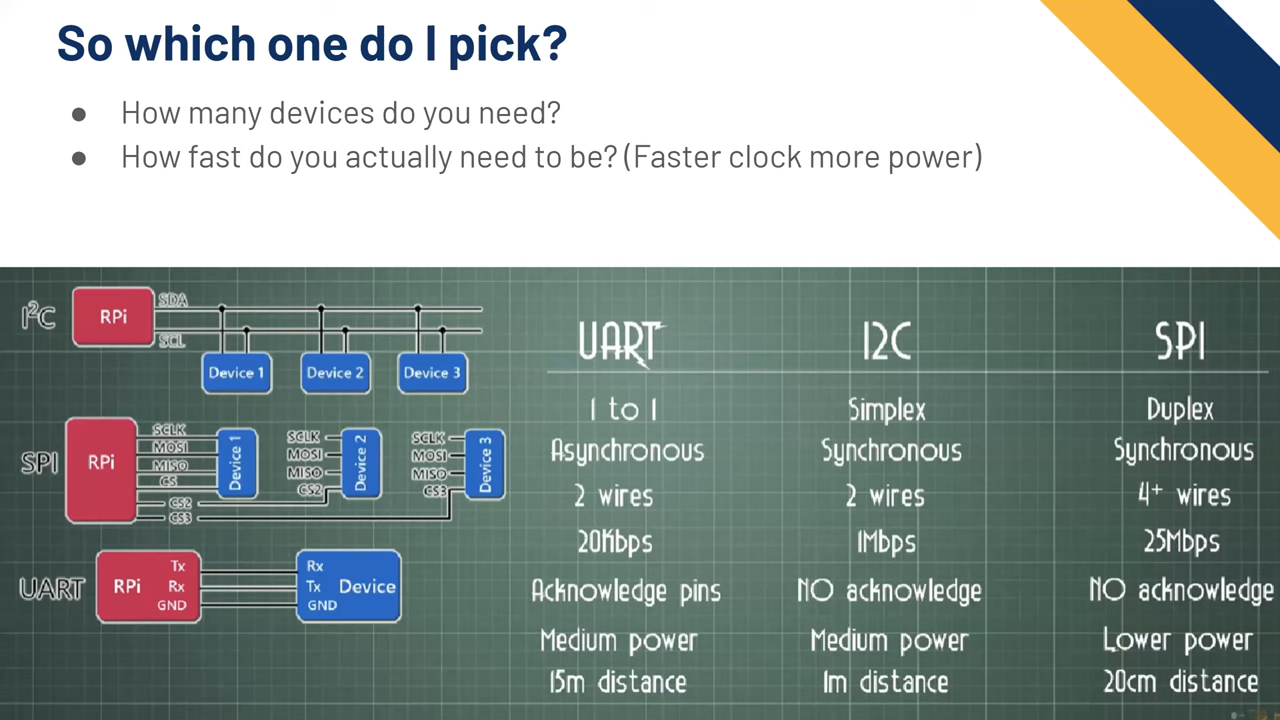 So which one do I pick?
● How many devices do you need?
● How fast do you actually need to be? (Faster clock more power)
I²C
RPi
SDA
SCL
Device 1
Device 2
Device 3
SPI
RPi
SCLK
MOSI
MISO
CS
CS2
CS3
Device 1
SCLK
MOSI
MISO
CS2
Device 2
SCLK
MOSI
MISO
CS3
Device 3
UART
RPi
Tx
Rx
GND
Rx
Tx
GND
Device
UART I2C SPI
1 to 1 Simplex Duplex
Asynchronous Synchronous Synchronous
2 wires 2 wires 4+ wires
20Kbps 1Mbps 25Mbps
Acknowledge pins NO acknowledge NO acknowledge
Medium power Medium power Lower power
15m distance 1m distance 20cm distance